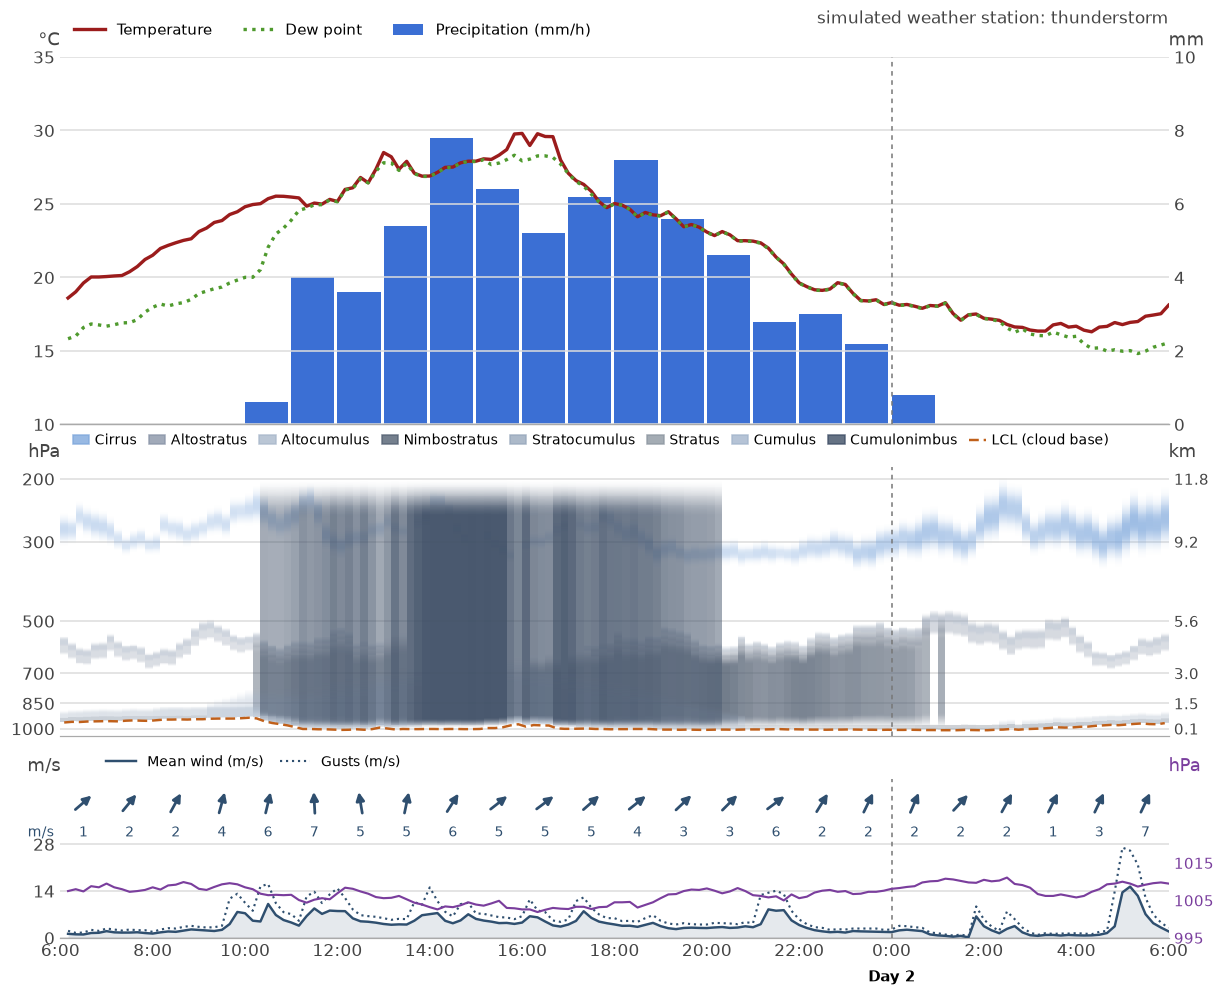 simulated weather station: thunderstorm
°C Temperature Dew point Precipitation (mm/h) mm
35 10
30 8
25 6
20 4
15 2
10 0
hPa Cirrus Altostratus Altocumulus Nimbostratus Stratocumulus Stratus Cumulus Cumulonimbus LCL (cloud base) km
200 11.8
300 9.2
500 5.6
700 3.0
850 1.5
1000 0.1
m/s Mean wind (m/s) Gusts (m/s) hPa
m/s 1 2 2 4 6 7 5 5 6 5 5 5 4 3 3 6 2 2 2 2 2 1 3 7
28
1015
14
1005
0 995
6:00 8:00 10:00 12:00 14:00 16:00 18:00 20:00 22:00 0:00 2:00 4:00 6:00
Day 2